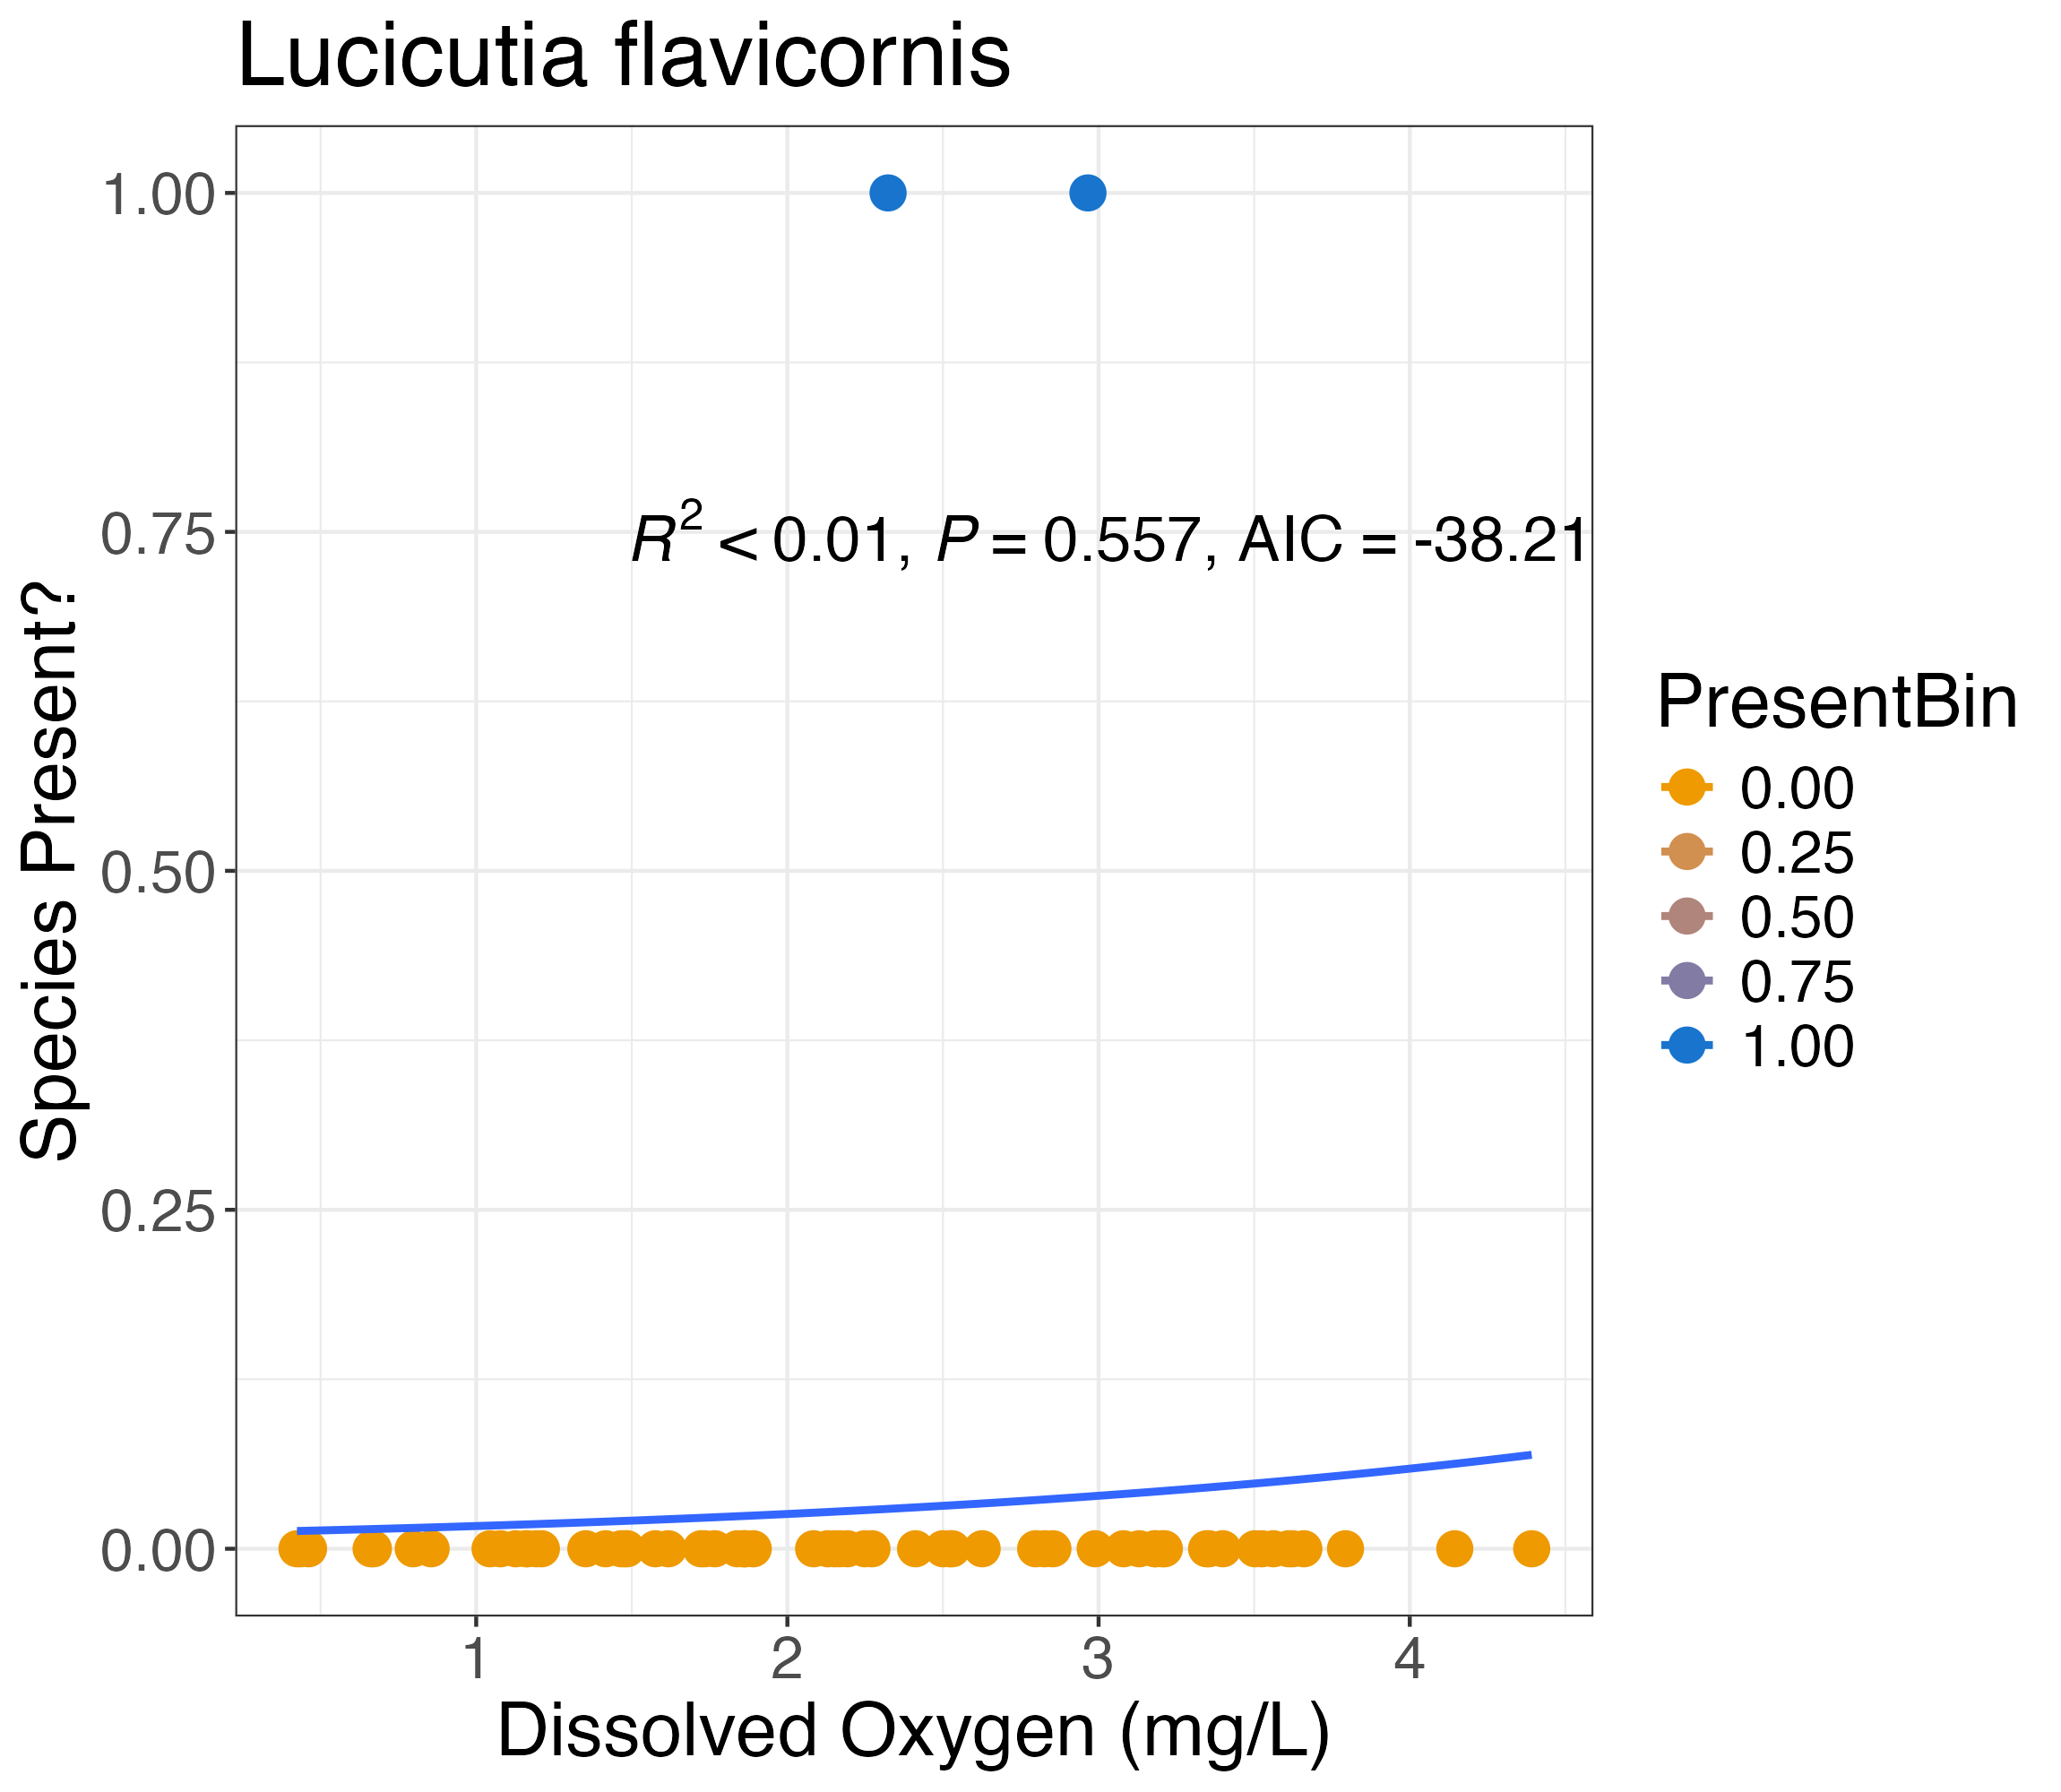 Lucicutia flavicornis
1.00
0.75
0.50
0.25
0.00
Species Present?
R² < 0.01, P = 0.557, AIC = -38.21
1 2 3 4
Dissolved Oxygen (mg/L)
PresentBin
0.00
0.25
0.50
0.75
1.00